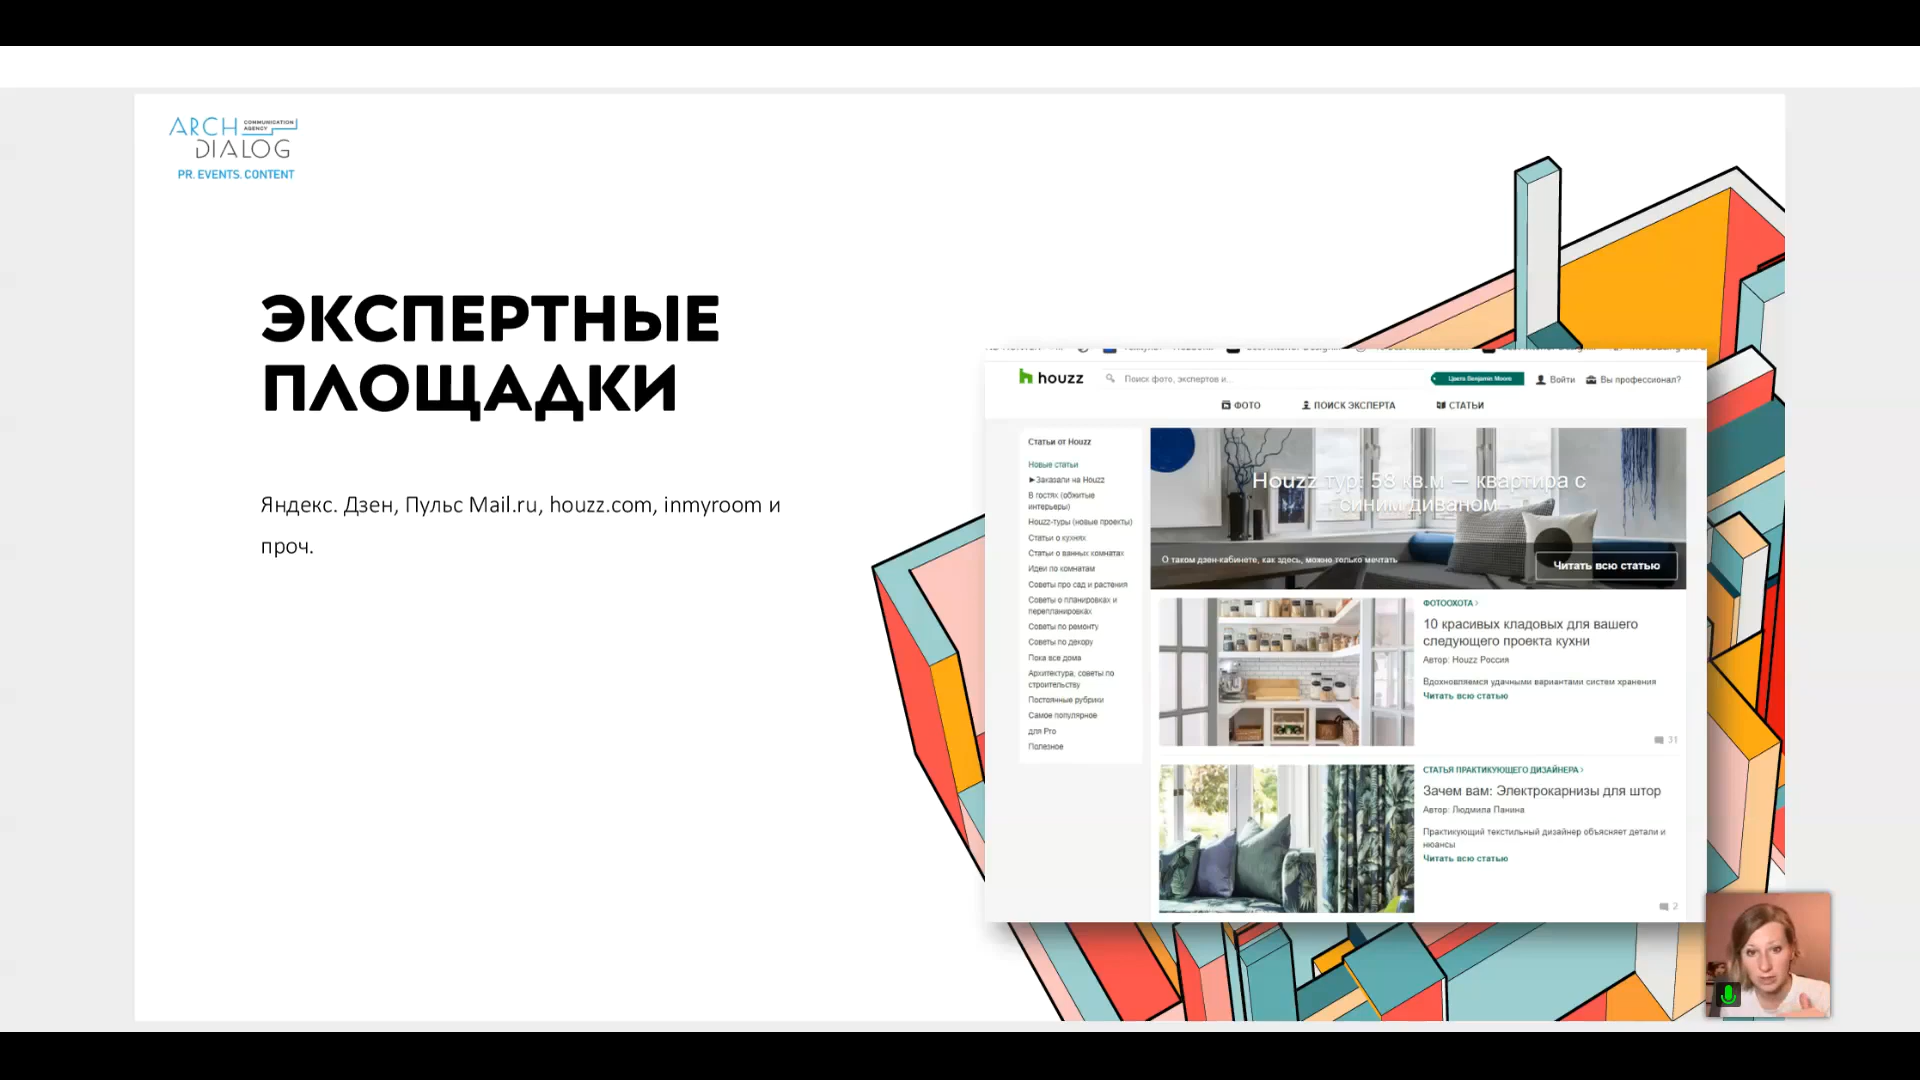 ARCH COMMUNICATION AGENCY
DIALOG
PR. EVENTS. CONTENT
ЭКСПЕРТНЫЕ
ПЛОЩАДКИ
Яндекс. Дзен, Пульс Mail.ru, houzz.com, inmyroom и
проч.
houzz
Поиск фото, экспертов и...
Цвета Benjamin Moore
Войти
Вы профессионал?
ФОТО
ПОИСК ЭКСПЕРТА
СТАТЬИ
Статьи от Houzz
Новые статьи
Заказали на Houzz
В гостях (обжитые
интерьеры)
Houzz-туры (новые проекты)
Статьи о кухнях
Статьи о ванных комнатах
Идеи по комнатам
Советы про сад и растения
Советы о планировках и
перепланировках
Советы по ремонту
Советы по декору
Пока все дома
Архитектура, советы по
строительству
Постоянные рубрики
Самое популярное
для Pro
Полезное
Houzz тур: 58 кв.м — квартира с
синим диваном
О таком дзен-кабинете, как здесь, можно только мечтать
Читать всю статью
ФОТООХОТА >
10 красивых кладовых для вашего
следующего проекта кухни
Автор: Houzz Россия
Вдохновляемся удачными вариантами систем хранения
Читать всю статью
31
СТАТЬЯ ПРАКТИКУЮЩЕГО ДИЗАЙНЕРА >
Зачем вам: Электрокарнизы для штор
Автор: Людмила Панина
Практикующий текстильный дизайнер объясняет детали и
нюансы
Читать всю статью
2